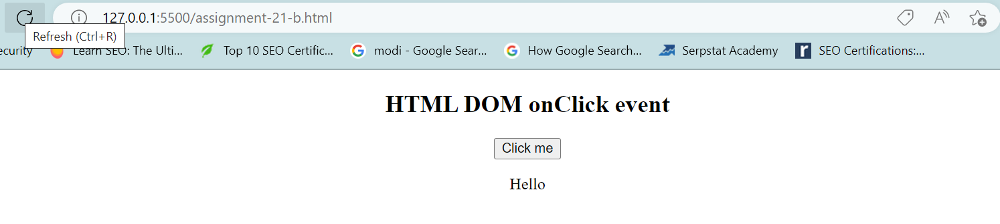 127.0.0.1:5500/assignment-21-b.html
Refresh (Ctrl+R)
ecurity Learn SEO: The Ulti... Top 10 SEO Certific... modi - Google Sear... How Google Search... Serpstat Academy r SEO Certifications:...
HTML DOM onClick event
Click me
Hello